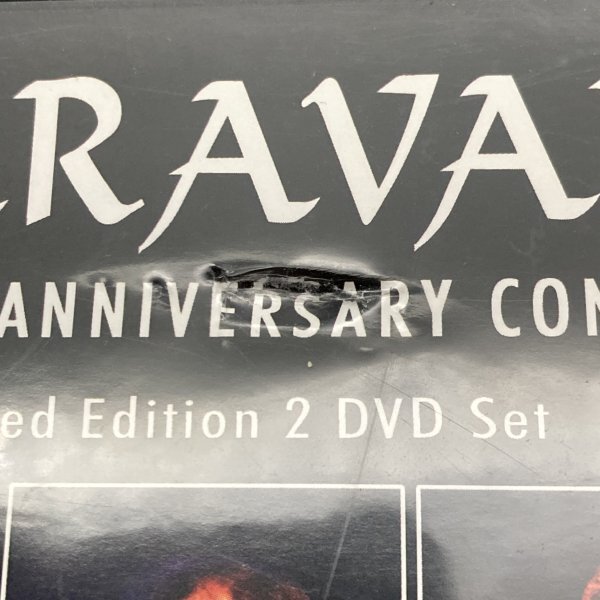 RAVA
ANNIVERSARY CON
ed Edition 2 DVD Set